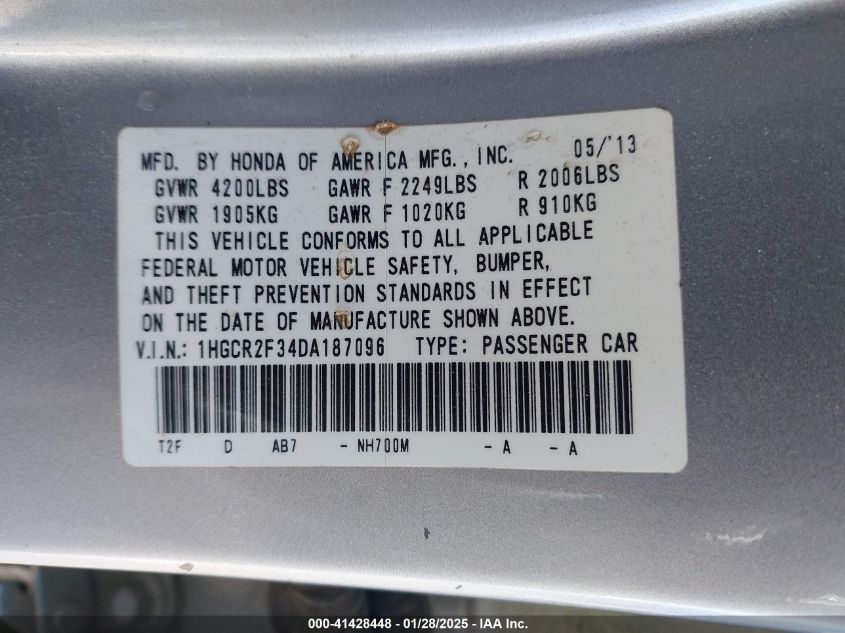 MFD. BY HONDA OF AMERICA MFG., INC. 05/'13
GVWR 4200LBS GAWR F 2249LBS R 2006LBS
GVWR 1905KG GAWR F 1020KG R 910KG
THIS VEHICLE CONFORMS TO ALL APPLICABLE
FEDERAL MOTOR VEHICLE SAFETY, BUMPER,
AND THEFT PREVENTION STANDARDS IN EFFECT
ON THE DATE OF MANUFACTURE SHOWN ABOVE.
V.I.N.: 1HGCR2F34DA187096 TYPE: PASSENGER CAR
T2F D AB7 - NH700M - A - A
000-41428448 - 01/28/2025 - IAA Inc.